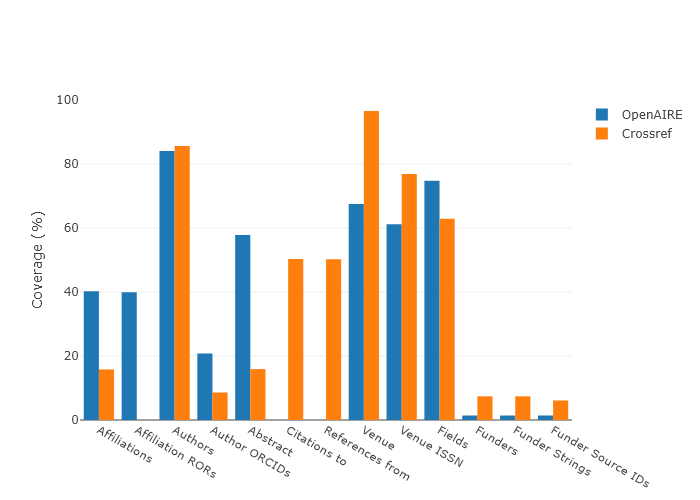 100
80
60
40
20
0
Coverage (%)
OpenAIRE
Crossref
Affiliations
Affiliation RORs
Authors
Author ORCIDs
Abstract
Citations to
References from
Venue
Venue ISSN
Fields
Funders
Funder Strings
Funder Source IDs